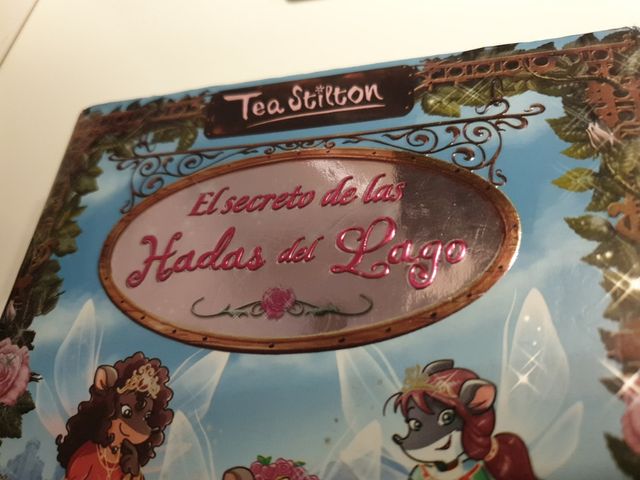 Tea Stilton
El secreto de las
Hadas del Lago